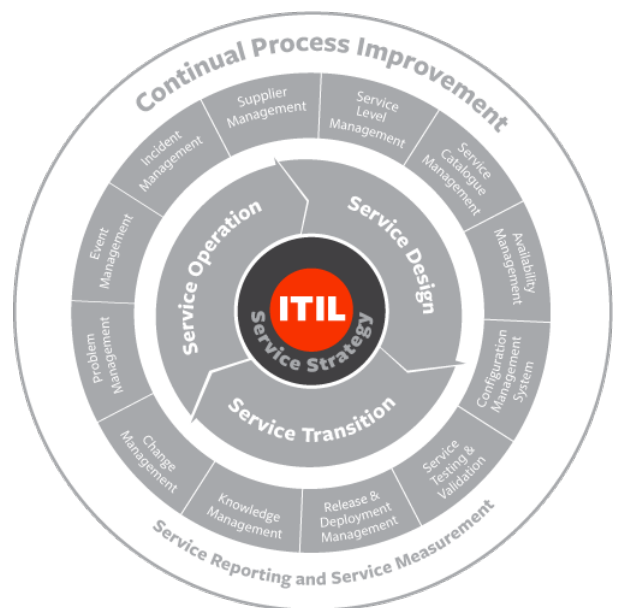 Continual Process Improvement
Supplier
Management
Service
Level
Management
Service
Catalogue
Management
Availability
Management
Configuration
Management
System
Service
Testing &
Validation
Release &
Deployment
Management
Knowledge
Management
Change
Management
Problem
Management
Event
Management
Incident
Management
Service Operation
Service Design
Service Transition
ITIL
Service Strategy
Service Reporting and Service Measurement